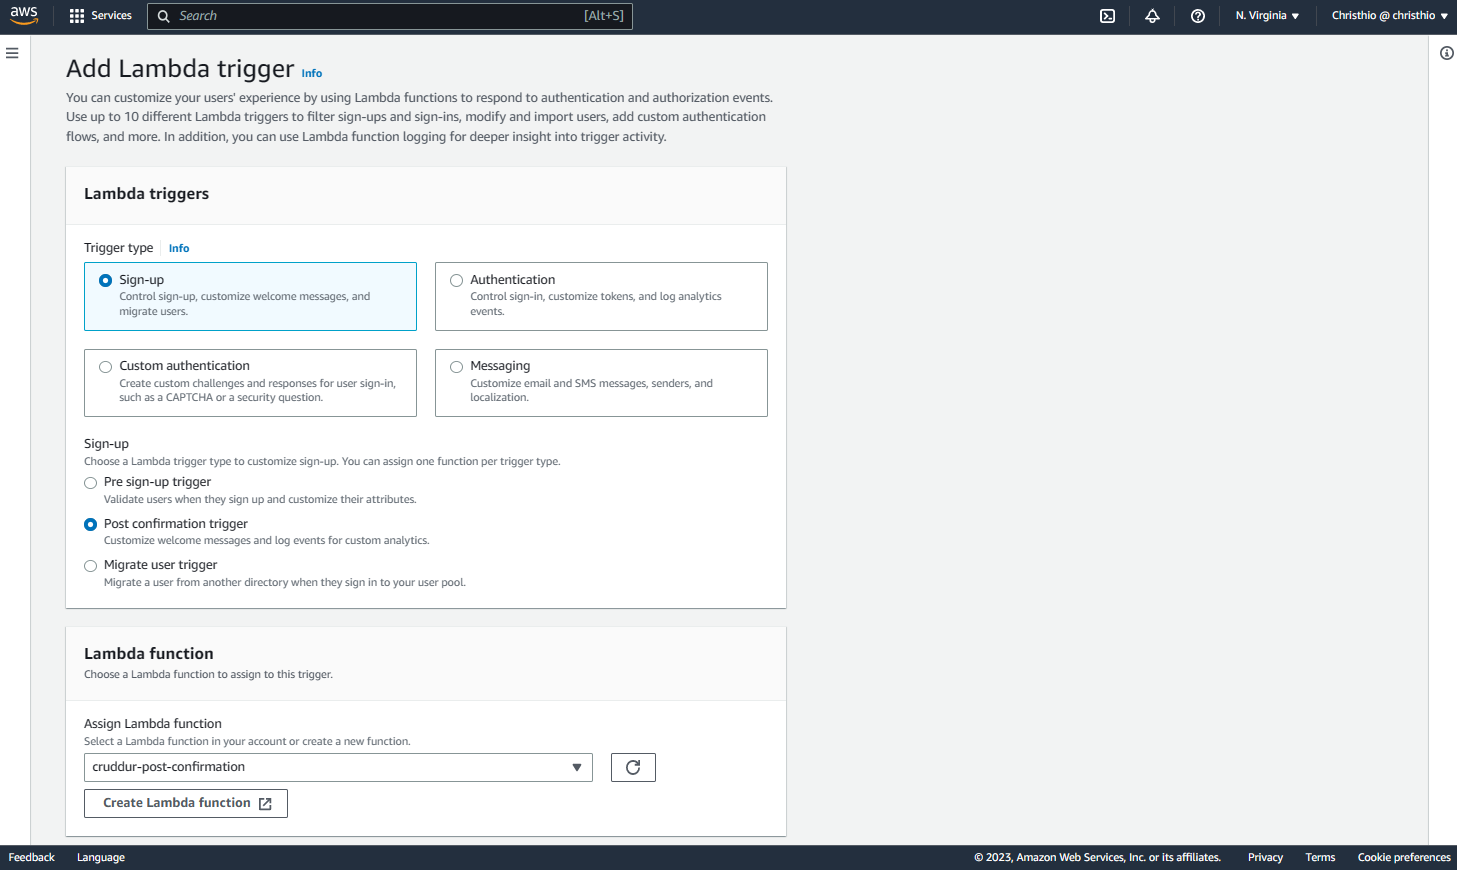 aws
Services
Search [Alt+S]
N. Virginia
Christhio @ christhio
Add Lambda trigger Info
You can customize your users' experience by using Lambda functions to respond to authentication and authorization events.
Use up to 10 different Lambda triggers to filter sign-ups and sign-ins, modify and import users, add custom authentication
flows, and more. In addition, you can use Lambda function logging for deeper insight into trigger activity.
Lambda triggers
Trigger type Info
Sign-up
Control sign-up, customize welcome messages, and
migrate users.
Authentication
Control sign-in, customize tokens, and log analytics
events.
Custom authentication
Create custom challenges and responses for user sign-in,
such as a CAPTCHA or a security question.
Messaging
Customize email and SMS messages, senders, and
localization.
Sign-up
Choose a Lambda trigger type to customize sign-up. You can assign one function per trigger type.
Pre sign-up trigger
Validate users when they sign up and customize their attributes.
Post confirmation trigger
Customize welcome messages and log events for custom analytics.
Migrate user trigger
Migrate a user from another directory when they sign in to your user pool.
Lambda function
Choose a Lambda function to assign to this trigger.
Assign Lambda function
Select a Lambda function in your account or create a new function.
cruddur-post-confirmation
Create Lambda function
Feedback Language © 2023, Amazon Web Services, Inc. or its affiliates. Privacy Terms Cookie preferences